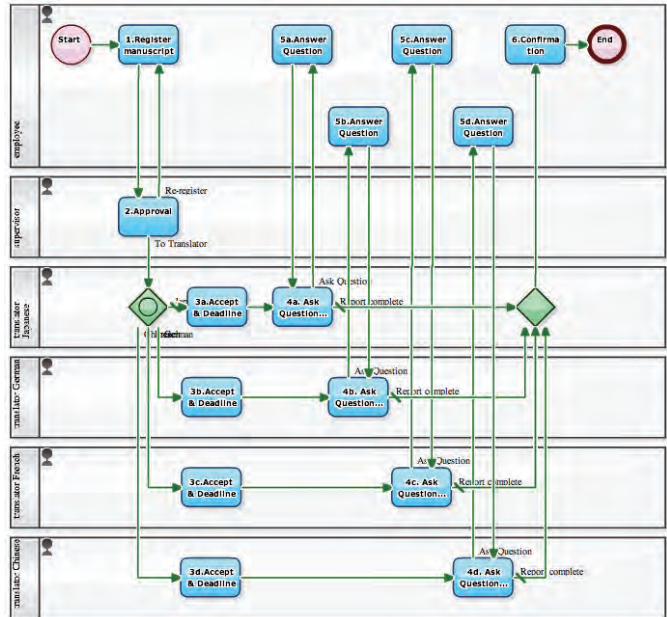 employee
Start
1.Register
manuscript
5a.Answer
Question
5c.Answer
Question
6.Confirma
tion
End
5b.Answer
Question
5d.Answer
Question
supervisor
Re-register
2.Approval
To Translator
translator
Japanese
3a.Accept
& Deadline
Ask Question
4a. Ask
Question...
Report complete
German
translator German
3b.Accept
& Deadline
Ask Question
4b. Ask
Question...
Report complete
translator French
3c.Accept
& Deadline
Ask Question
4c. Ask
Question...
Report complete
translator Chinese
3d.Accept
& Deadline
Ask Question
4d. Ask
Question...
Report complete